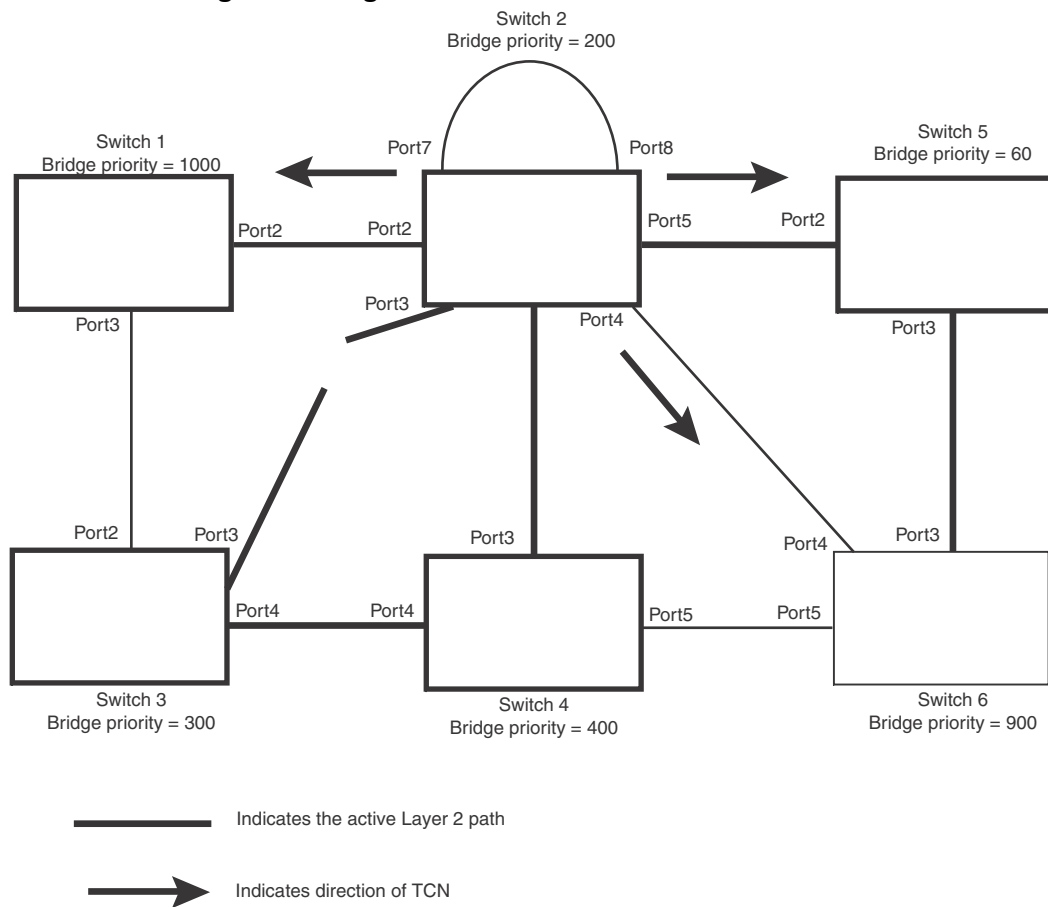 Switch 2
Bridge priority = 200
Switch 1
Bridge priority = 1000
Port7
Port8
Switch 5
Bridge priority = 60
Port2
Port2
Port5
Port2
Port3
Port3
Port4
Port3
Port2
Port3
Port3
Port4
Port3
Port4
Port4
Port5
Port5
Switch 3
Bridge priority = 300
Switch 4
Bridge priority = 400
Switch 6
Bridge priority = 900
Indicates the active Layer 2 path
Indicates direction of TCN